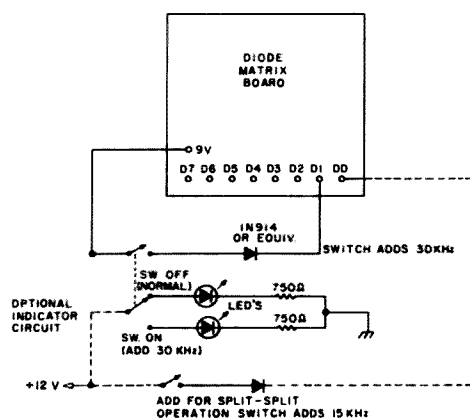 DIODE
MATRIX
BOARD
9V
D7 D6 D5 D4 D3 D2 D1 D0
1N914
OR EQUIV.
SWITCH ADDS 30KHz
SW. OFF
(NORMAL)
750Ω
LED'S
OPTIONAL
INDICATOR
CIRCUIT
750Ω
SW. ON
(ADD 30 KHz)
+12 V
ADD FOR SPLIT-SPLIT
OPERATION SWITCH ADDS 15KHz